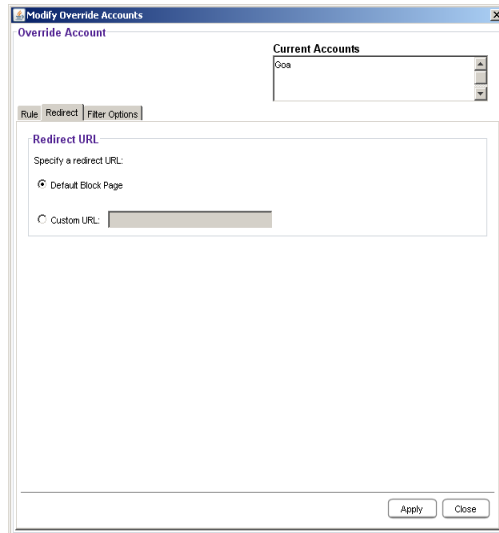 Modify Override Accounts
Override Account
Current Accounts
Goa
Rule Redirect Filter Options
Redirect URL
Specify a redirect URL:
Default Block Page
Custom URL:
Apply Close